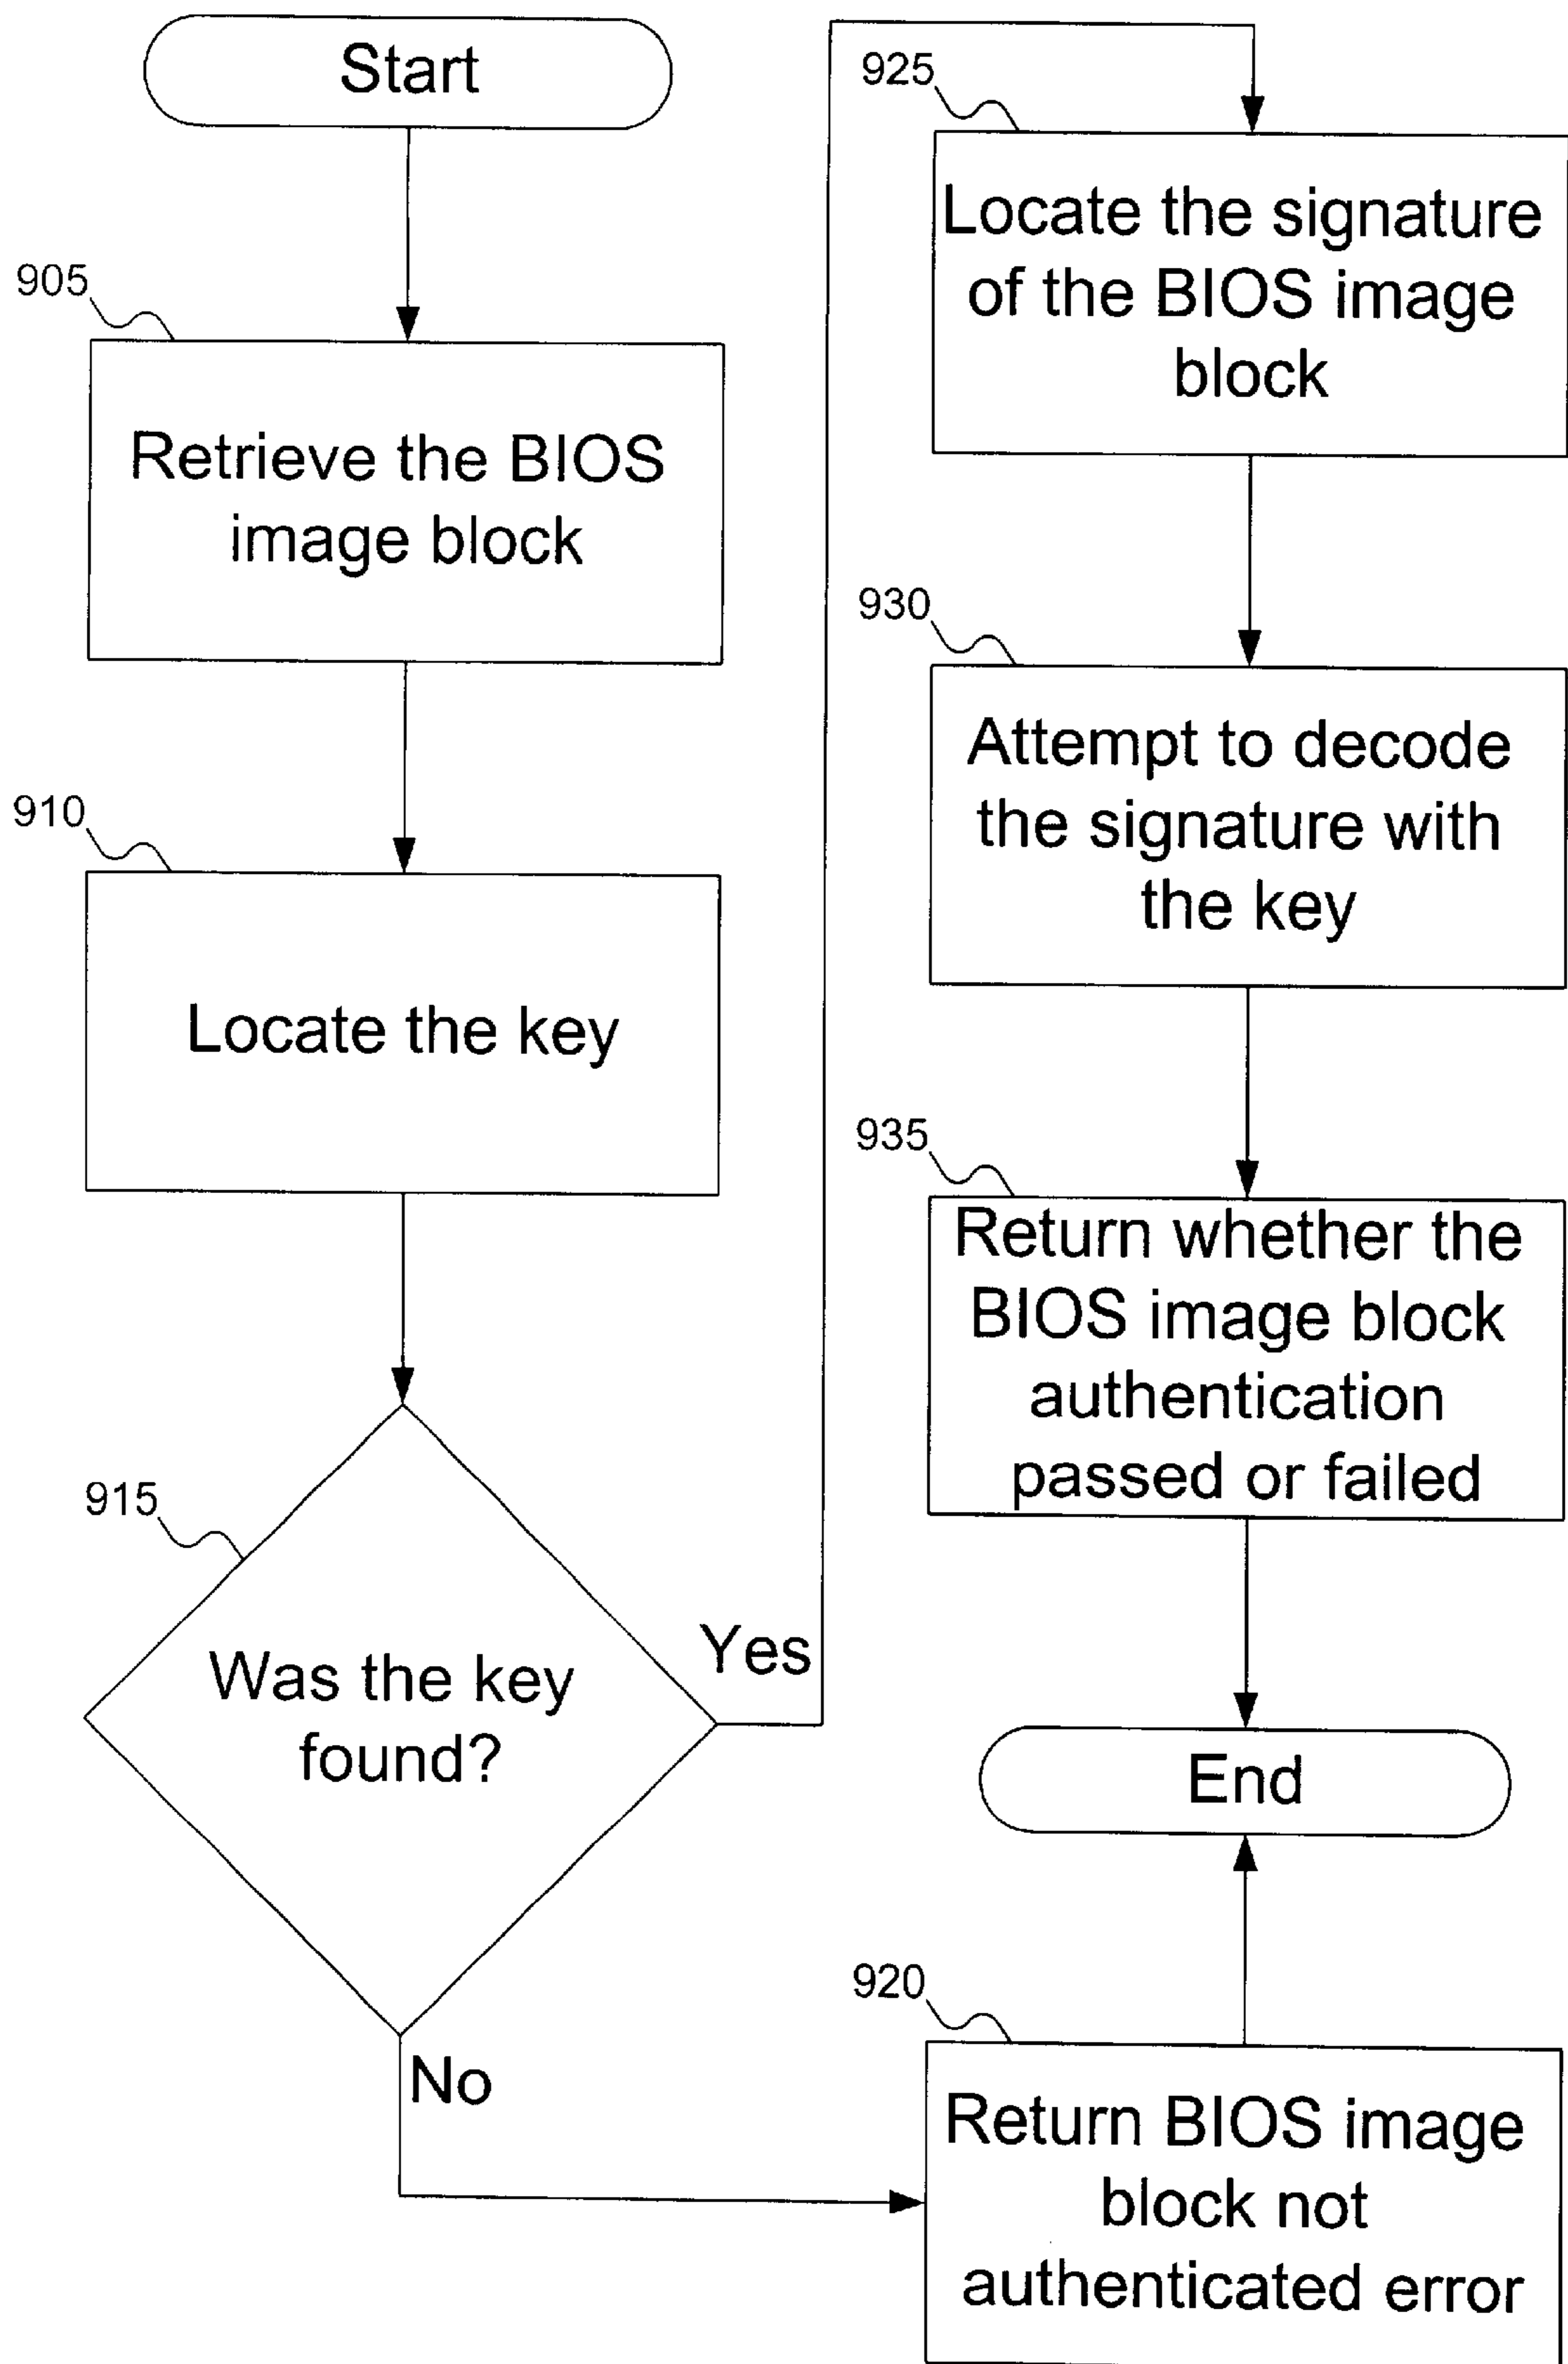 Start
905
Retrieve the BIOS
image block
910
Locate the key
915
Was the key
found?
Yes
No
925
Locate the signature
of the BIOS image
block
930
Attempt to decode
the signature with
the key
935
Return whether the
BIOS image block
authentication
passed or failed
End
920
Return BIOS image
block not
authenticated error